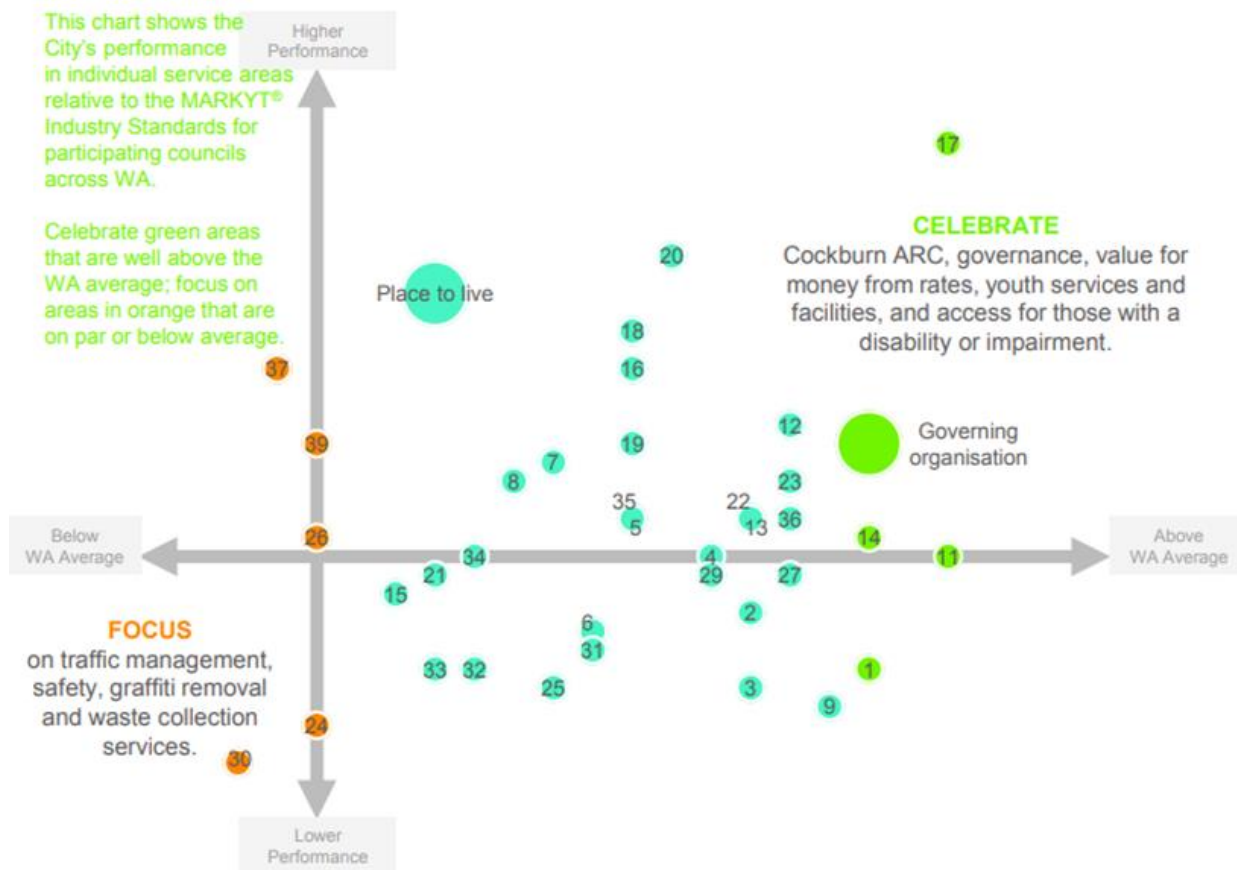 This chart shows the
City's performance
in individual service areas
relative to the MARKYT®
Industry Standards for
participating councils
across WA.
Celebrate green areas
that are well above the
WA average; focus on
areas in orange that are
on par or below average.
Higher
Performance
17
CELEBRATE
Cockburn ARC, governance, value for
money from rates, youth services and
facilities, and access for those with a
disability or impairment.
20
Place to live
18
37
16
12
39
19
Governing
organisation
7
8
23
35
22
5
13
36
26
14
Below
WA Average
34
4
11
Above
WA Average
21
29
27
15
2
6
FOCUS
on traffic management,
safety, graffiti removal
and waste collection
services.
31
33
32
1
25
3
9
24
30
Lower
Performance